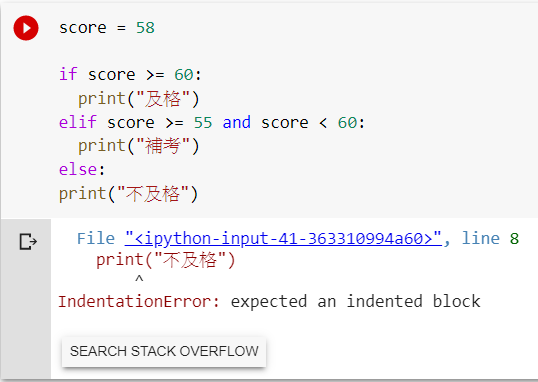 score = 58
if score >= 60:
print("及格")
elif score >= 55 and score < 60:
print("補考")
else:
print("不及格")
File "<ipython-input-41-363310994a60>", line 8
print("不及格")
^
IndentationError: expected an indented block
SEARCH STACK OVERFLOW